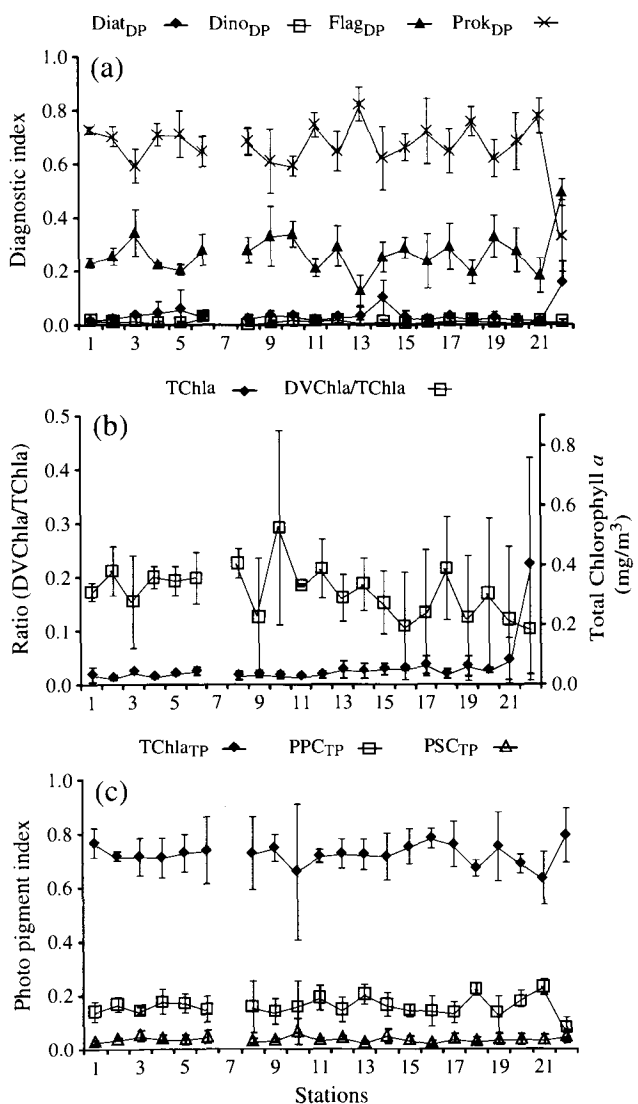 Diat_DP Dino_DP Flag_DP Prok_DP
(a)
Diagnostic index
1.0
0.8
0.6
0.4
0.2
0.0
1 3 5 7 9 11 13 15 17 19 21
TChla DVChla/TChla
(b)
Ratio (DVChla/TChla)
0.5
0.4
0.3
0.2
0.1
0.0
0.8
0.6
0.4
0.2
0.0
Total Chlorophyll a
(mg/m³)
1 3 5 7 9 11 13 15 17 19 21
TChla_TP PPC_TP PSC_TP
(c)
Photo pigment index
1.0
0.8
0.6
0.4
0.2
0.0
1 3 5 7 9 11 13 15 17 19 21
Stations